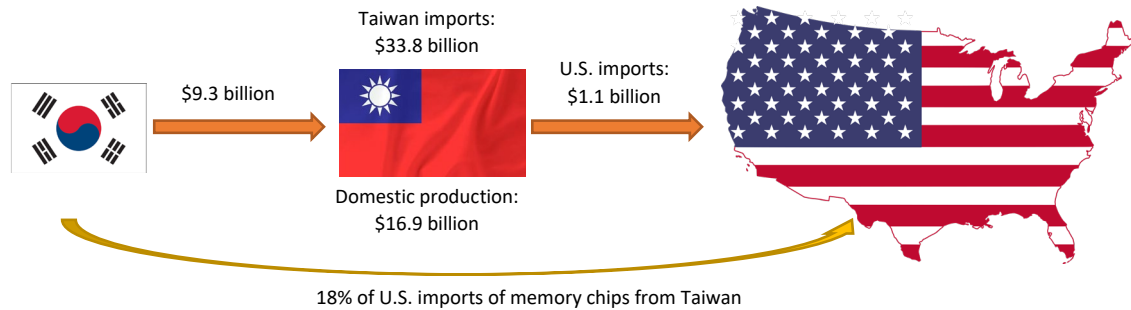 Taiwan imports:
$33.8 billion
$9.3 billion
U.S. imports:
$1.1 billion
Domestic production:
$16.9 billion
18% of U.S. imports of memory chips from Taiwan